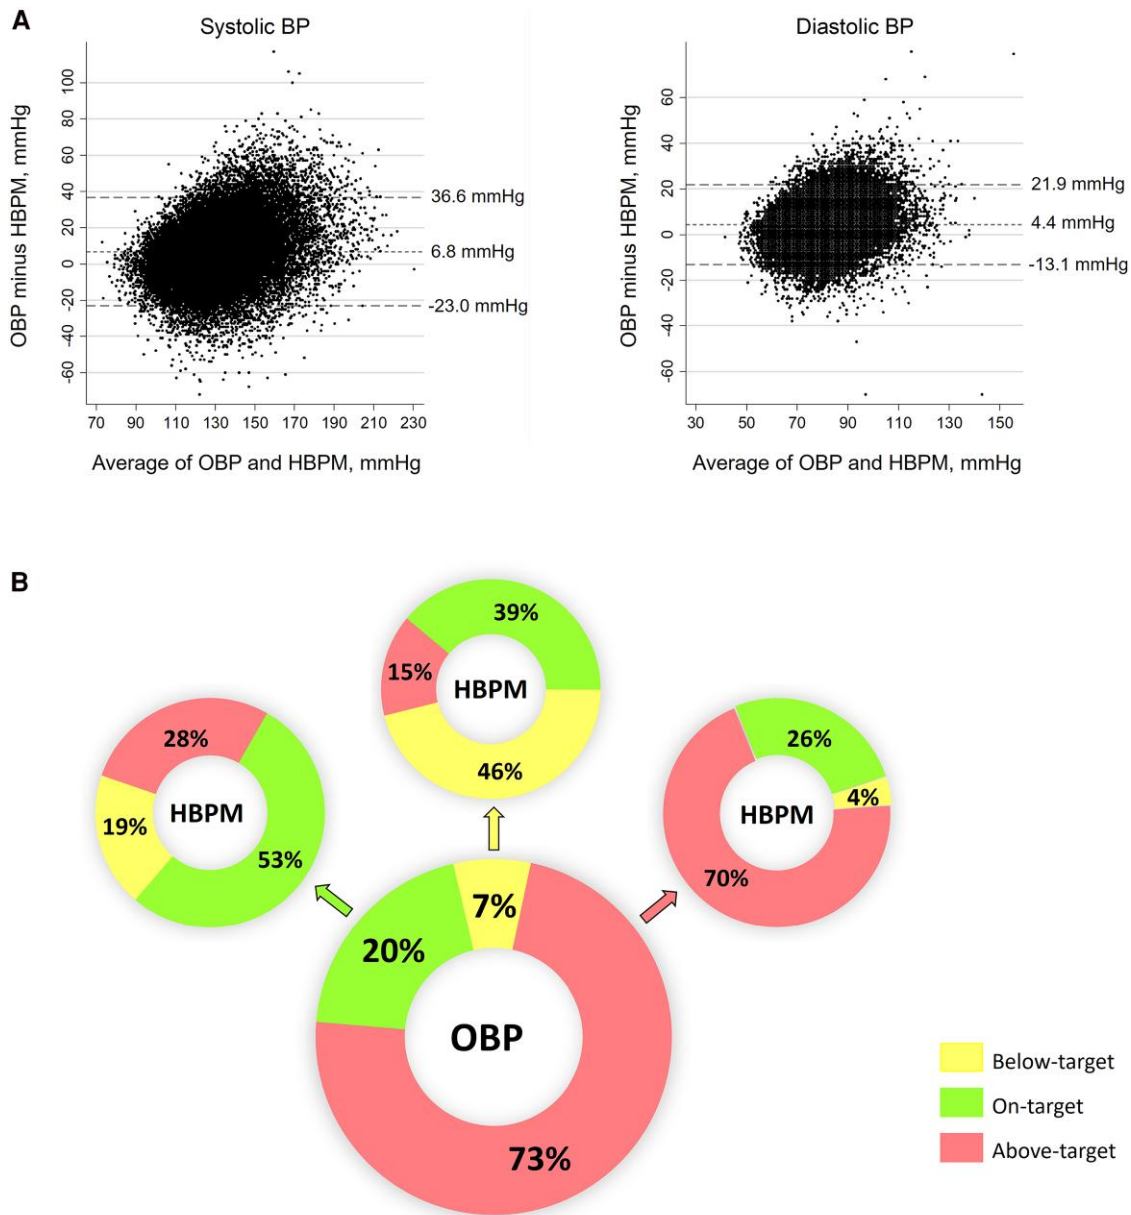 A
Systolic BP
OBP minus HBPM, mmHg
100
80
60
40
20
0
-20
-40
-60
36.6 mmHg
6.8 mmHg
-23.0 mmHg
70 90 110 130 150 170 190 210 230
Average of OBP and HBPM, mmHg
Diastolic BP
OBP minus HBPM, mmHg
60
40
20
0
-20
-40
-60
21.9 mmHg
4.4 mmHg
-13.1 mmHg
30 50 70 90 110 130 150
Average of OBP and HBPM, mmHg
B
39%
15%
HBPM
46%
28%
HBPM
19%
53%
26%
HBPM
4%
70%
7%
20%
OBP
73%
Below-target
On-target
Above-target